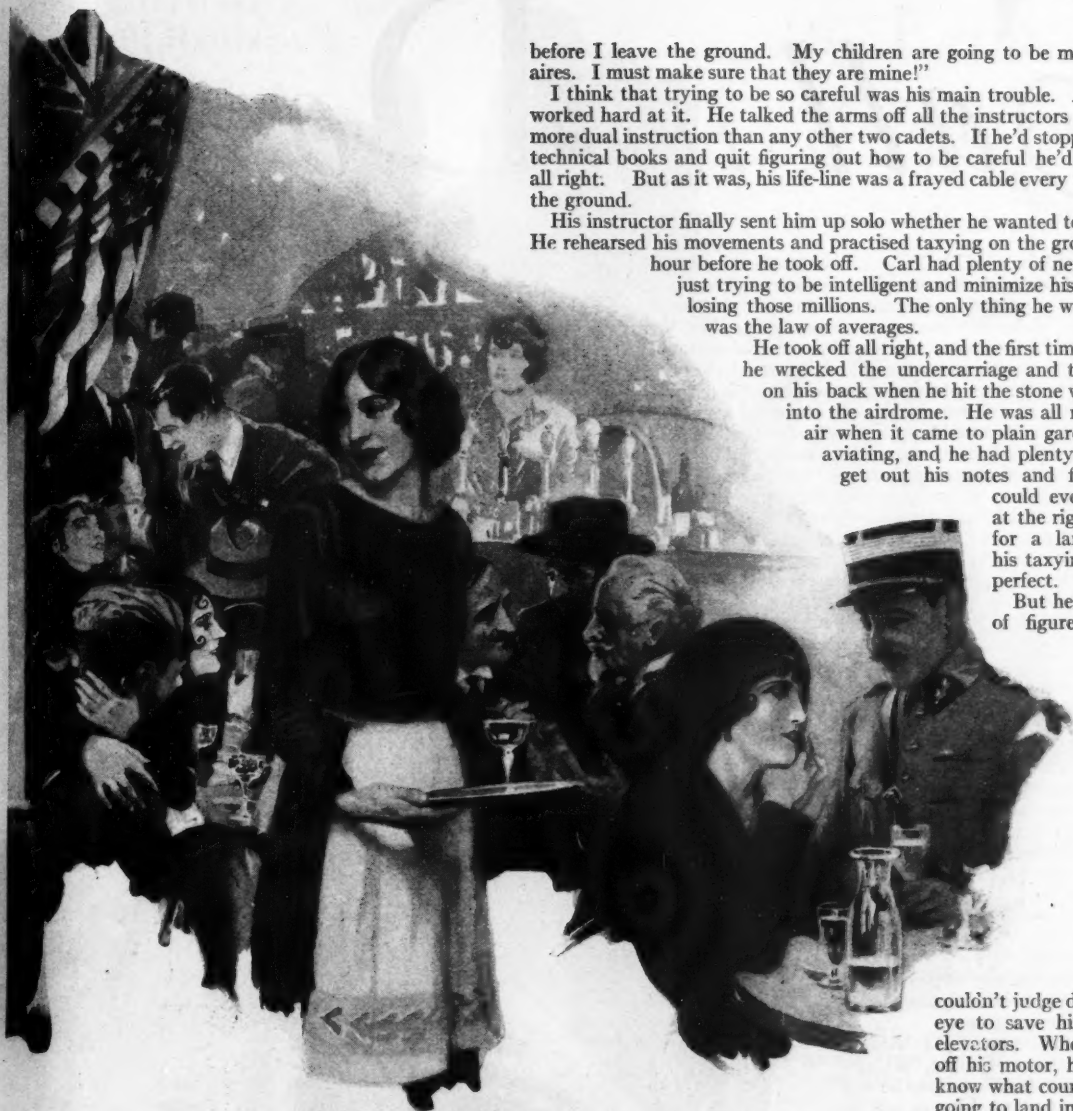 before I leave the ground. My children are going to be m
aires. I must make sure that they are mine!"
I think that trying to be so careful was his main trouble.
worked hard at it. He talked the arms off all the instructors
more dual instruction than any other two cadets. If he'd stopp
technical books and quit figuring out how to be careful he'd
all right. But as it was, his life-line was a frayed cable every
the ground.
His instructor finally sent him up solo whether he wanted t
He rehearsed his movements and practised taxying on the gr
hour before he took off. Carl had plenty of ne
just trying to be intelligent and minimize his
losing those millions. The only thing he w
was the law of averages.
He took off all right, and the first tim
he wrecked the undercarriage and t
on his back when he hit the stone
into the airdrome. He was all
air when it came to plain gar
aviating, and he had plenty
get out his notes and f
could eve
at the rig
for a la
his taxyin
perfect.
But he
of figure
couldn't judge d
eye to save hi
elevators. Whe
off his motor, h
know what coun
going to land in